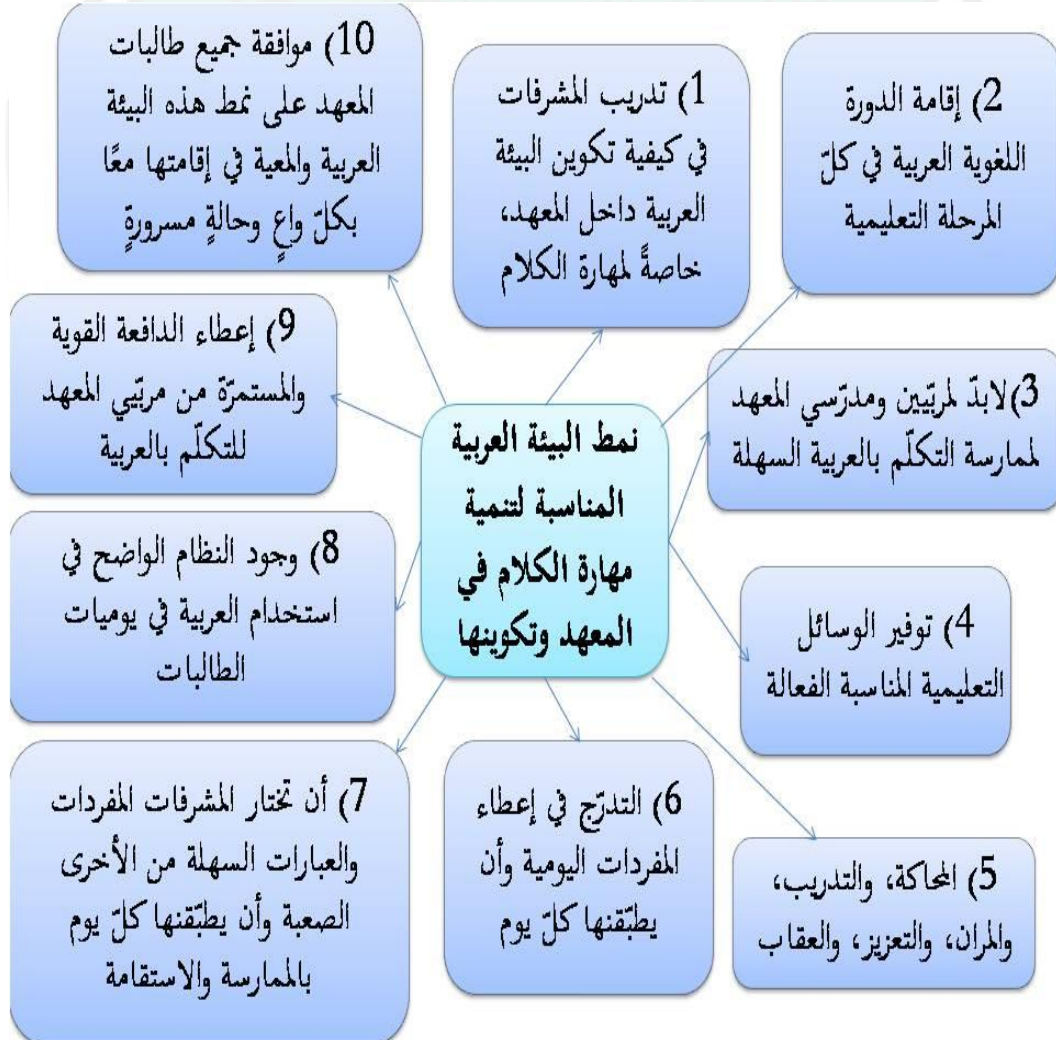 نمط البيئة العربية
المناسبة لتنمية
مهارة الكلام في
المعهد وتكوينها
1) تدريب المشرفات
في كيفية تكوين البيئة
العربية داخل المعهد،
خاصةً لمهارة الكلام
2) إقامة الدورة
اللغوية العربية في كلّ
المرحلة التعليمية
3)لابدّ لمربّيين ومدرّسي المعهد
لممارسة التكلّم بالعربية السهلة
4) توفير الوسائل
التعليمية المناسبة الفعالة
5) المحاكة، والتدريب،
والمران، والتعزيز، والعقاب
6) التدرّج في إعطاء
المفردات اليومية وأن
يطبّقنها كلّ يوم
7) أن تختار المشرفات المفردات
والعبارات السهلة من الأخرى
الصعبة وأن يطبّقنها كلّ يوم
بالممارسة والاستقامة
8) وجود النظام الواضح في
استخدام العربية في يوميات
الطالبات
9) إعطاء الدافعة القوية
والمستمرّة من مربّيي المعهد
للتكلّم بالعربية
10) موافقة جميع طالبات
المعهد على نمط هذه البيئة
العربية والمعية في إقامتها معًا
بكلّ واعٍ وحالةٍ مسرورةٍ